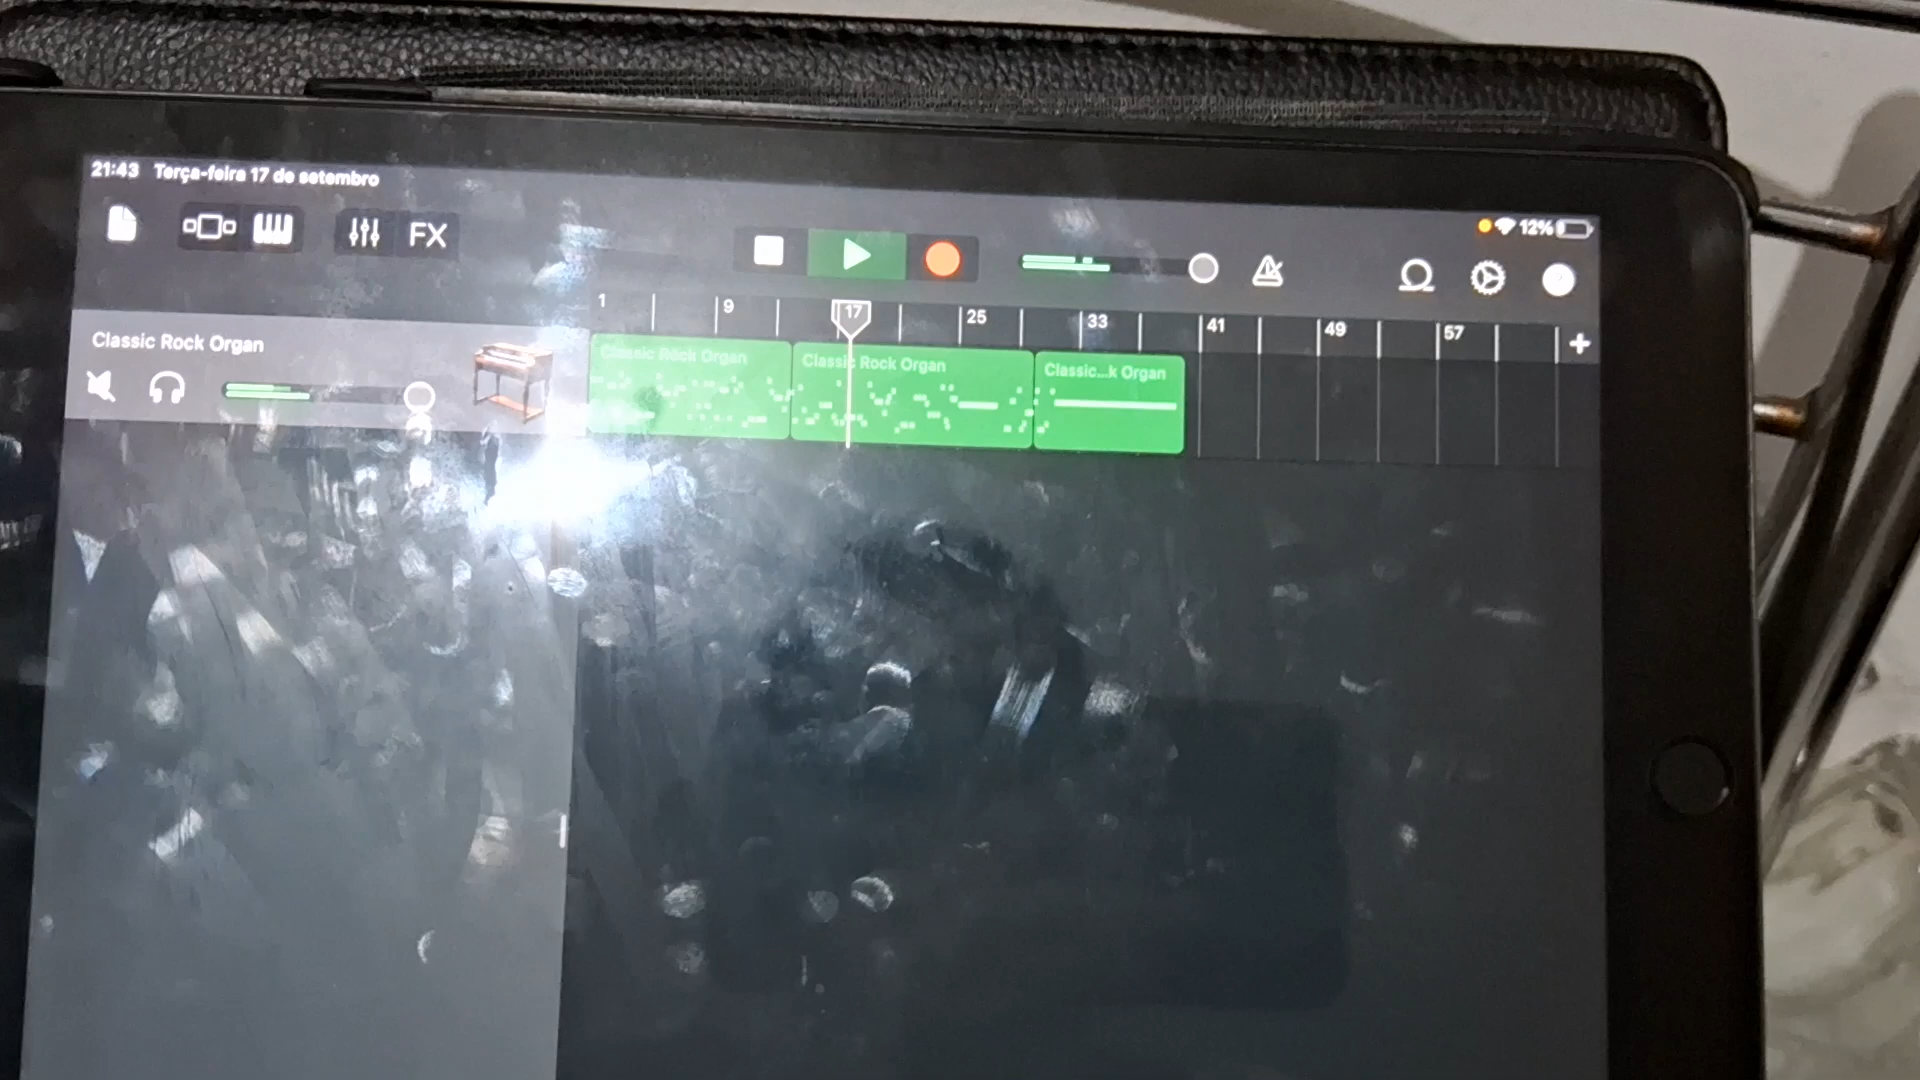 21:43 Terça-feira 17 de setembro
12%
FX
1 9 17 25 33 41 49 57
Classic Rock Organ
Classic Rock Organ
Classic Rock Organ
Classic...k Organ